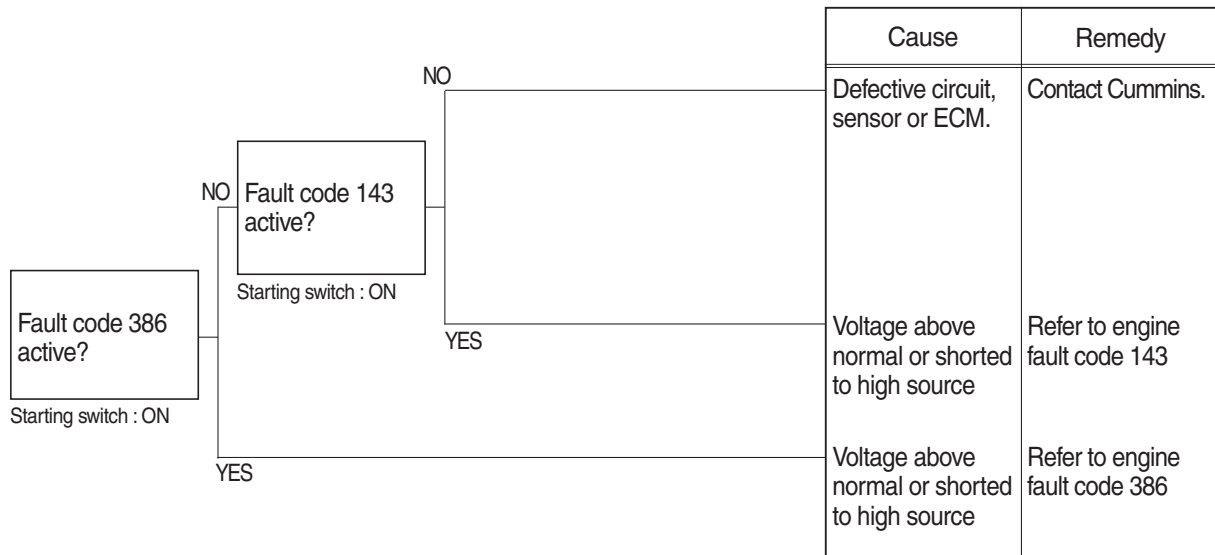 Cause
Remedy
NO
Defective circuit,
sensor or ECM.
Contact Cummins.
NO
Fault code 143
active?
Starting switch : ON
Fault code 386
active?
Starting switch : ON
YES
Voltage above
normal or shorted
to high source
Refer to engine
fault code 143
YES
Voltage above
normal or shorted
to high source
Refer to engine
fault code 386